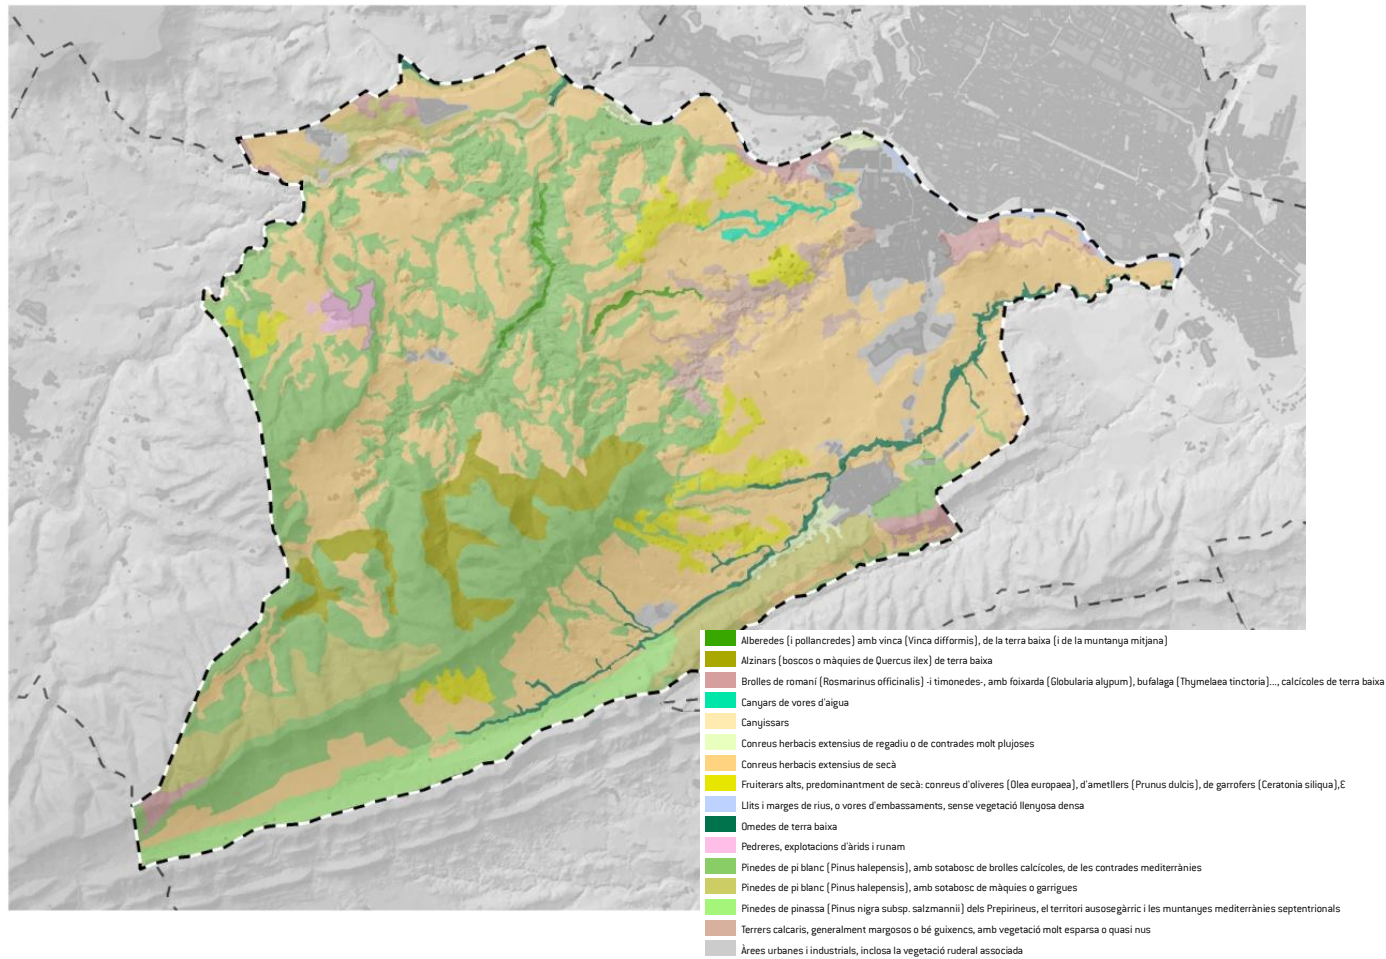 Alberedes (i pollancredes) amb vinca (Vinca difformis), de la terra baixa (i de la muntanya mitjana)
Alzinars (boscos o màquies de Quercus ilex) de terra baixa
Brolles de romaní (Rosmarinus officinalis) -i timonedes-, amb foixarda (Globularia alypum), bufalaga (Thymelaea tinctoria)..., calcícoles de terra baixa
Canyars de vores d'aigua
Canyissars
Conreus herbacis extensius de regadiu o de contrades molt plujoses
Conreus herbacis extensius de secà
Fruiterars alts, predominantment de secà: conreus d'oliveres (Olea europaea), d'ametllers (Prunus dulcis), de garrofers (Ceratonia siliqua),£
Llits i marges de rius, o vores d'embassaments, sense vegetació llenyosa densa
Omedes de terra baixa
Pedreres, explotacions d'àrids i runam
Pinedes de pi blanc (Pinus halepensis), amb sotabosc de brolles calcícoles, de les contrades mediterrànies
Pinedes de pi blanc (Pinus halepensis), amb sotabosc de màquies o garrigues
Pinedes de pinassa (Pinus nigra subsp. salzmannii) dels Prepirineus, el territori ausosegàrric i les muntanyes mediterrànies septentrionals
Terrers calcaris, generalment margosos o bé guixencs, amb vegetació molt esparsa o quasi nus
Àrees urbanes i industrials, inclosa la vegetació ruderal associada